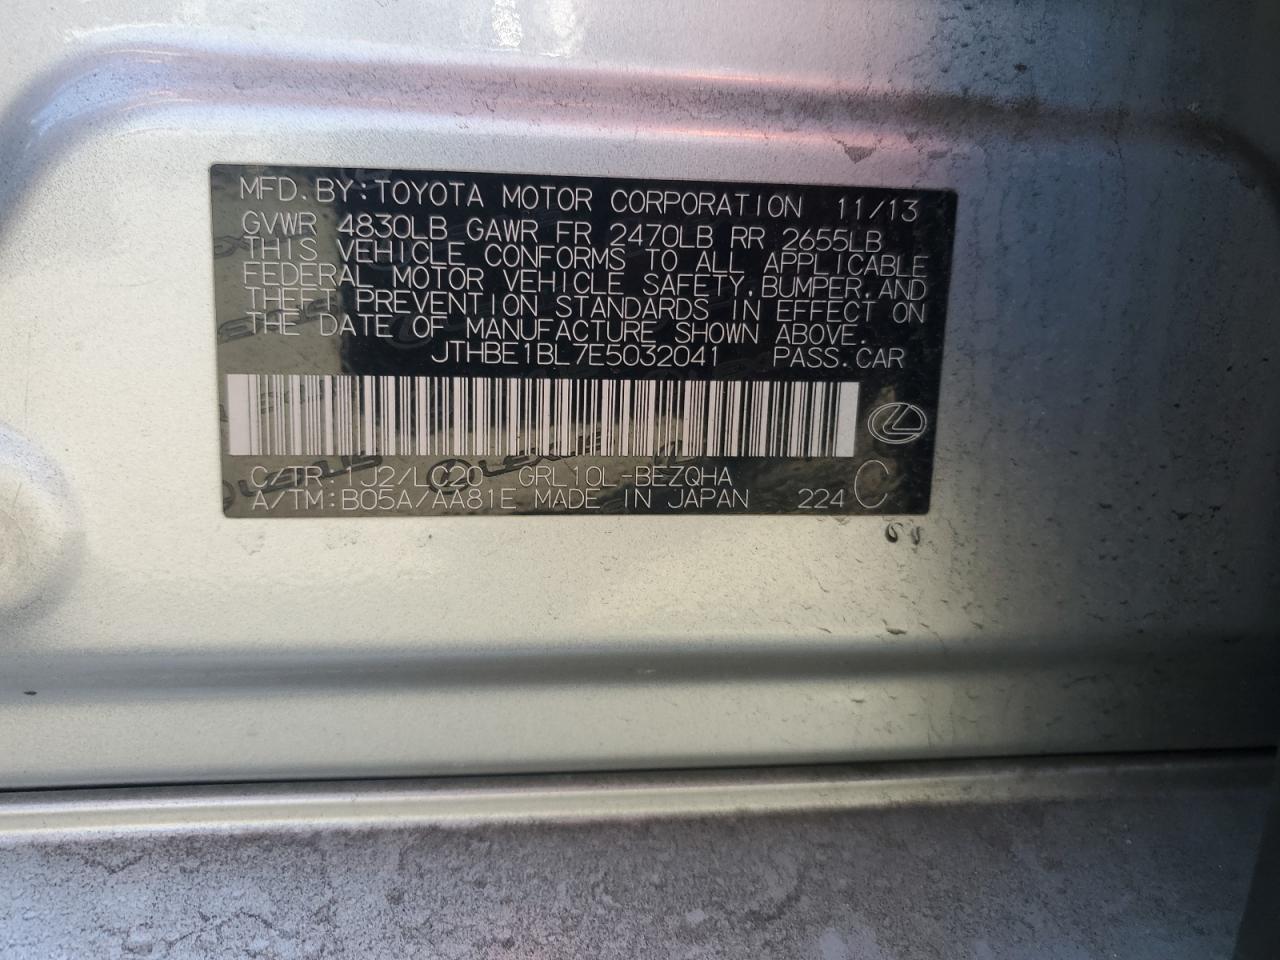 MFD.BY:TOYOTA MOTOR CORPORATION 11/13
GVWR 4830LB GAWR FR 2470LB RR 2655LB
THIS VEHICLE CONFORMS TO ALL APPLICABLE
FEDERAL MOTOR VEHICLE SAFETY,BUMPER,AND
THEFT PREVENTION STANDARDS IN EFFECT ON
THE DATE OF MANUFACTURE SHOWN ABOVE.
JTHBE1BL7E5032041 PASS.CAR
C/TR: 1J2/LC20 GRL10L-BEZQHA
A/TM:B05A/AA81E MADE IN JAPAN 224 C